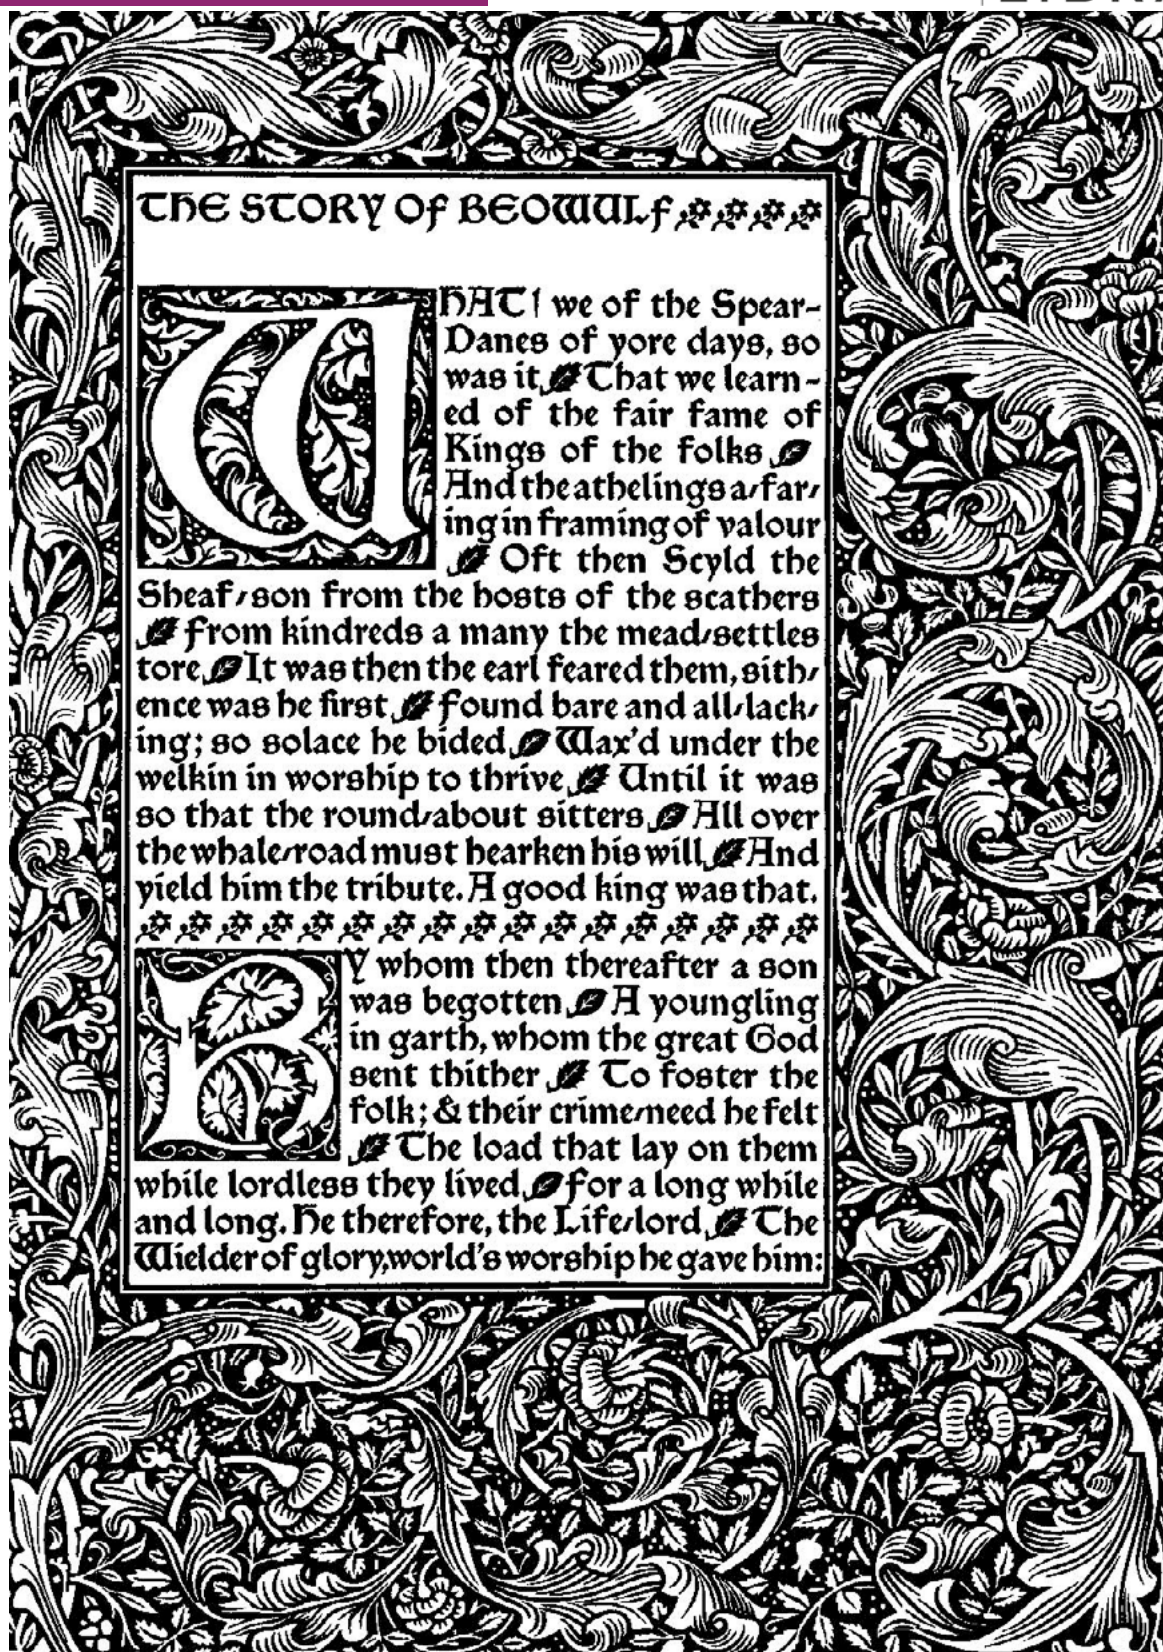 THE STORY OF BEOWULF
WHAT! we of the Spear-
Danes of yore days, so
was it That we learn-
ed of the fair fame of
Kings of the folks
And the athelings a-far-
ing in framing of valour
Oft then Scyld the
Sheaf-son from the hosts of the scathers
From kindreds a many the mead-settles
tore It was then the earl feared them, sith-
ence was he first Found bare and all-lack-
ing; so solace he bided Wax'd under the
welkin in worship to thrive Until it was
so that the round-about sitters All over
the whale-road must hearken his will And
yield him the tribute. A good king was that.
BY whom then thereafter a son
was begotten A youngling
in garth, whom the great God
sent thither To foster the
folk; & their crime-need he felt
The load that lay on them
while lordless they lived For a long while
and long. He therefore, the Life-lord The
Wielder of glory, world's worship he gave him: